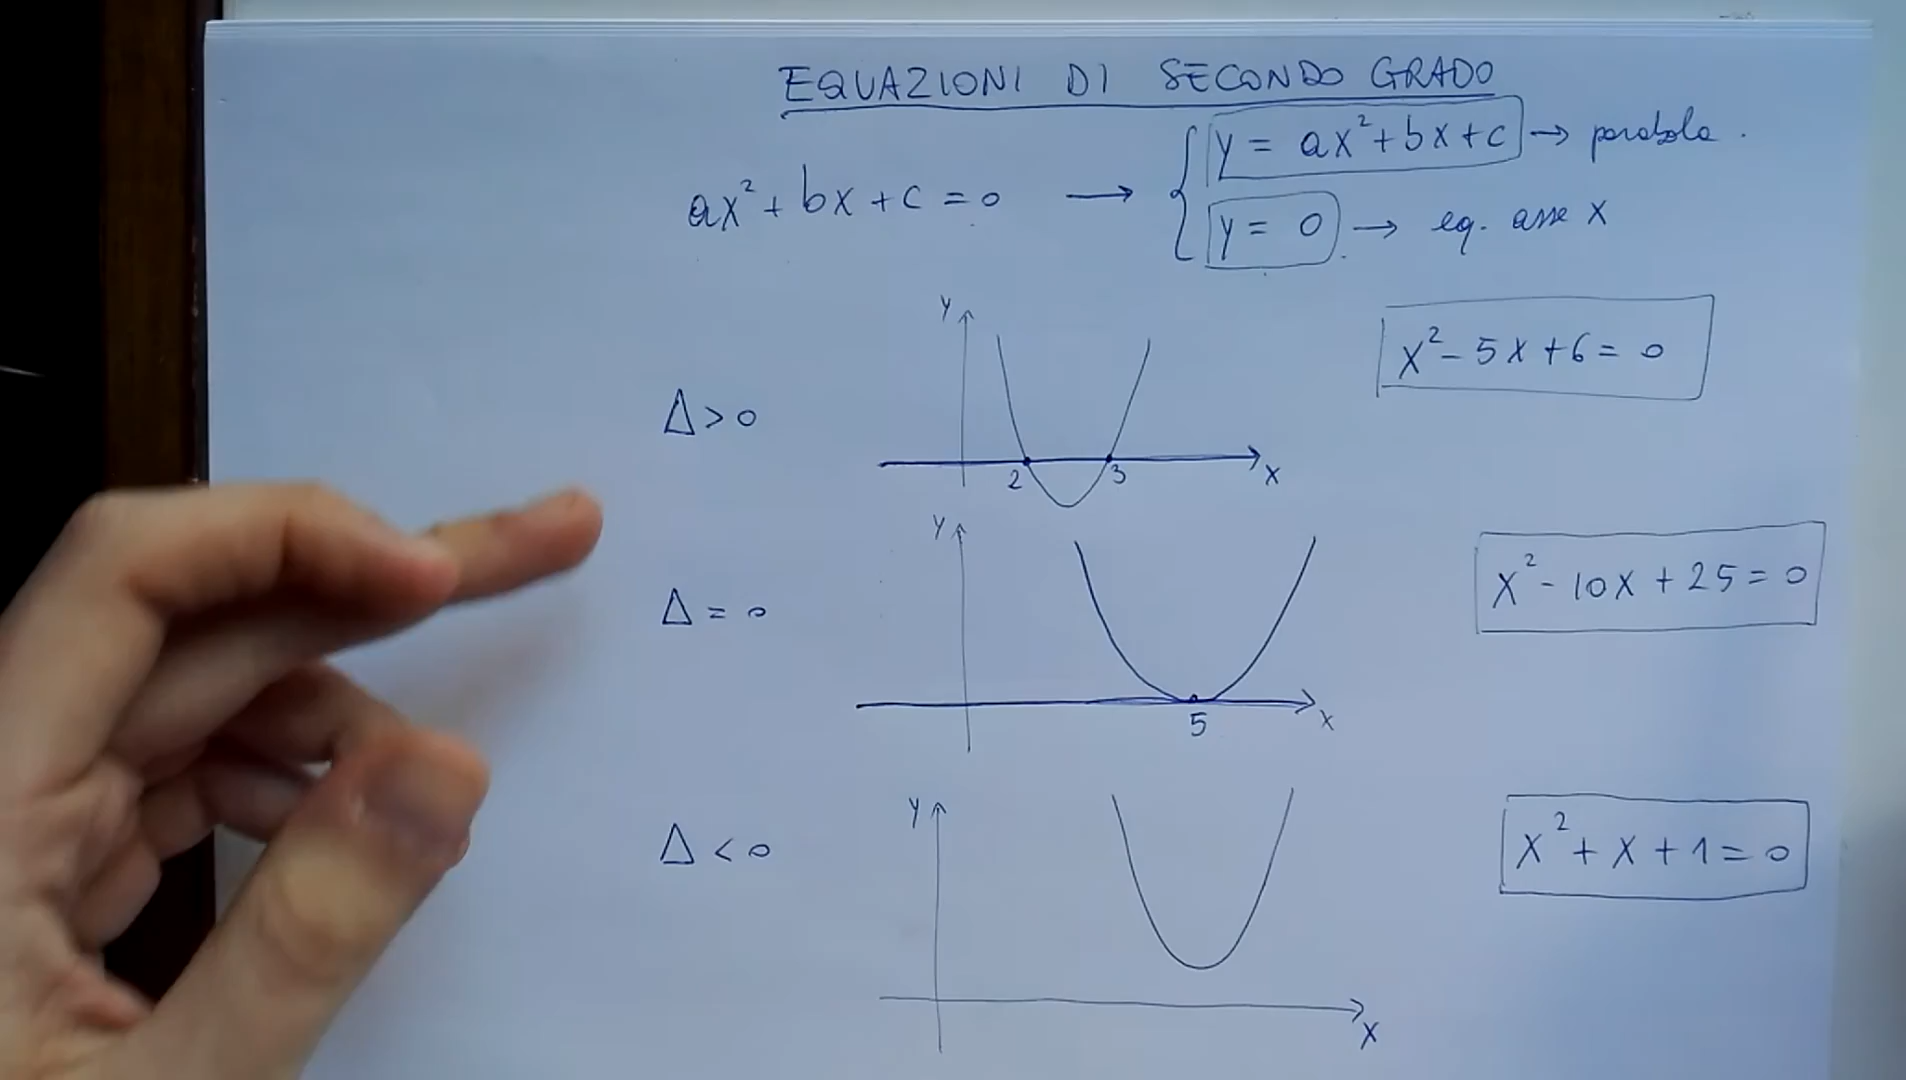 EQUAZIONI DI SECONDO GRADO
ax² + bx + c = 0 → { y = ax² + bx + c → parabola.
y = 0 → eq. asse x
y
x² - 5x + 6 = 0
Δ > 0
2 3 x
y
x² - 10x + 25 = 0
Δ = 0
5 x
y
Δ < 0
x² + x + 1 = 0
x